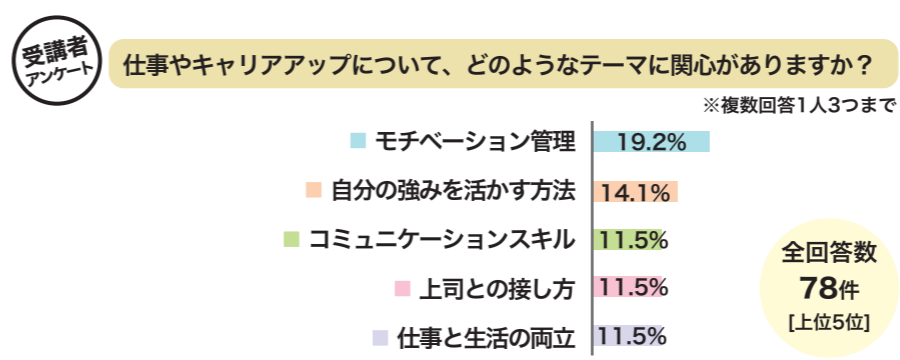 受講者
アンケート
仕事やキャリアアップについて、どのようなテーマに関心がありますか？
※複数回答1人3つまで
モチベーション管理 19.2%
自分の強みを活かす方法 14.1%
コミュニケーションスキル 11.5%
上司との接し方 11.5%
仕事と生活の両立 11.5%
全回答数
78件
[上位5位]